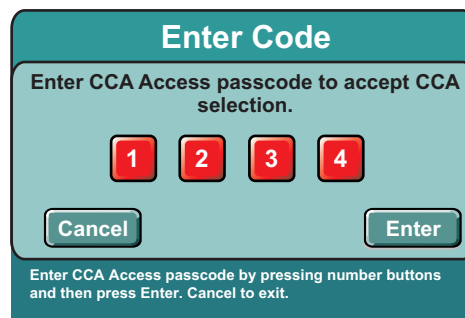 Enter Code
Enter CCA Access passcode to accept CCA
selection.
1 2 3 4
Cancel Enter
Enter CCA Access passcode by pressing number buttons
and then press Enter. Cancel to exit.